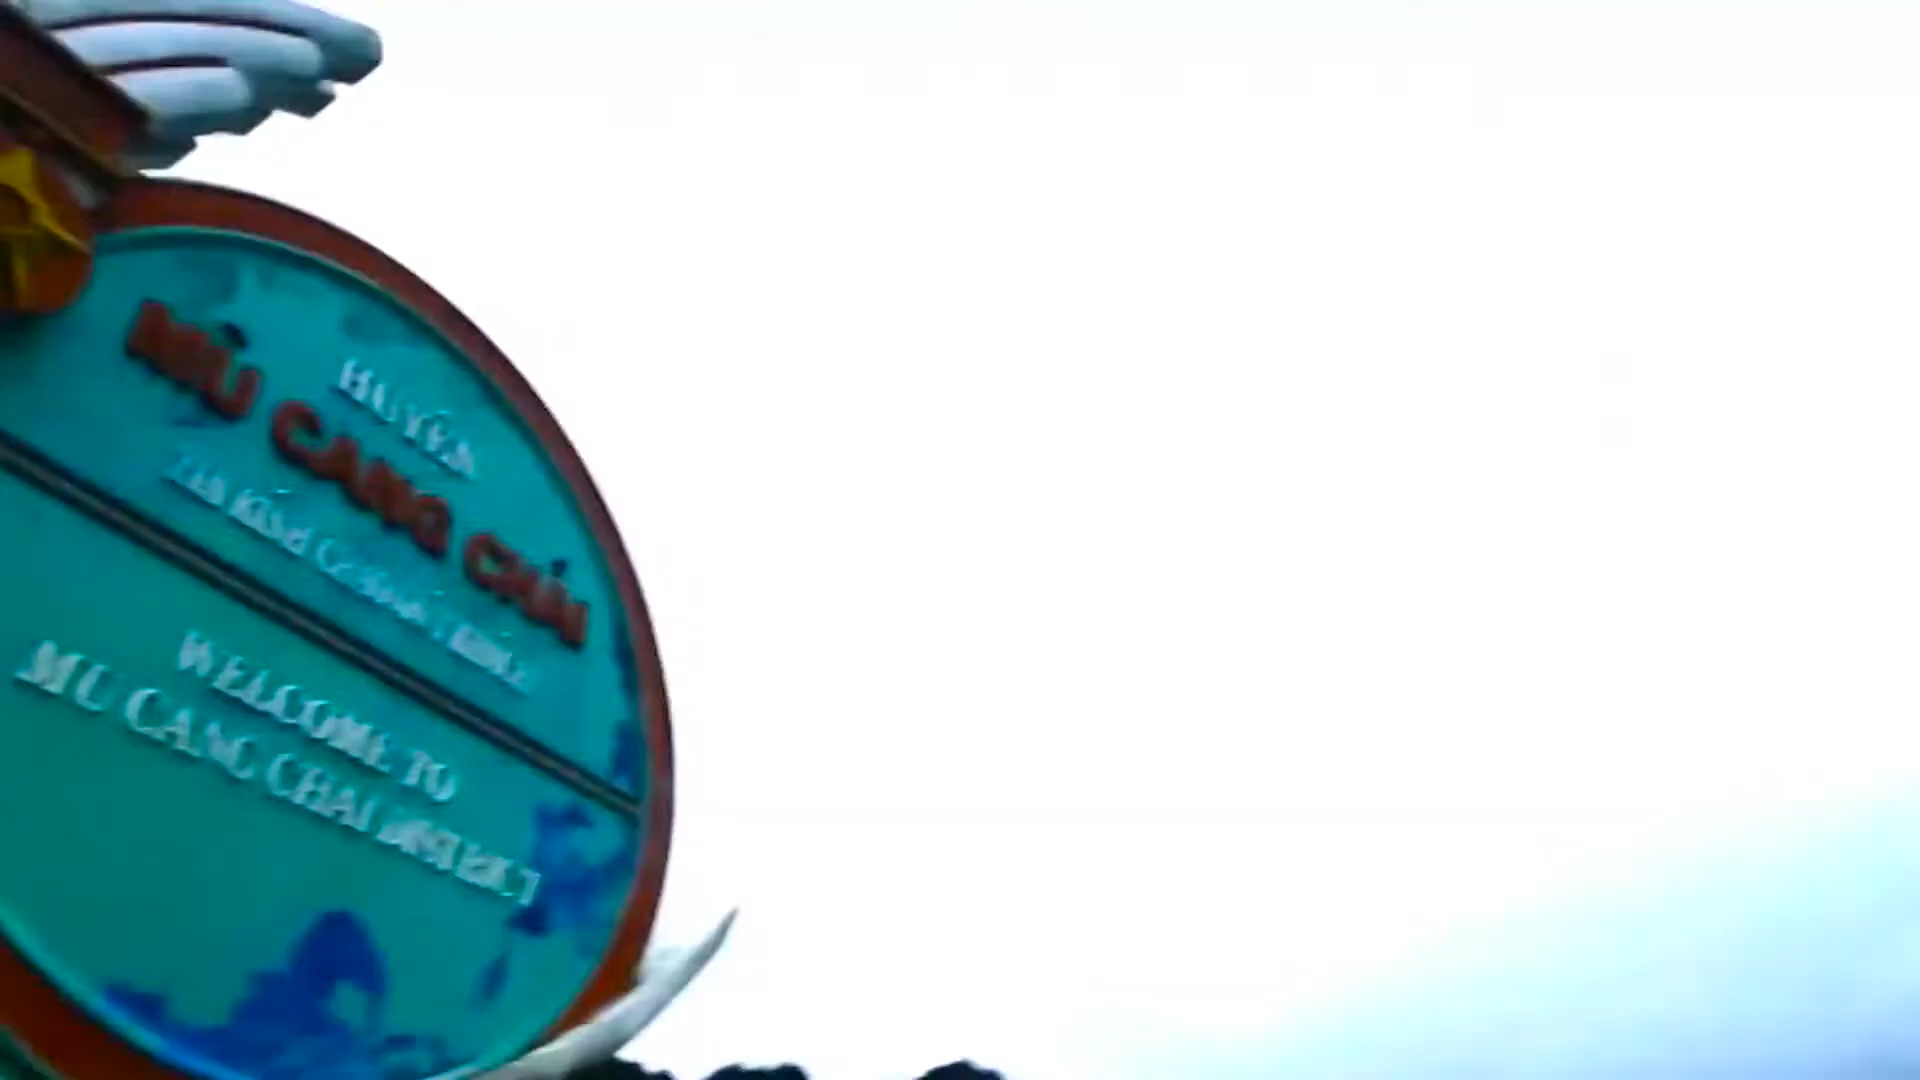 HUYỆN
MÙ CANG CHẢI
WELCOME TO
MU CANG CHAI DISTRICT